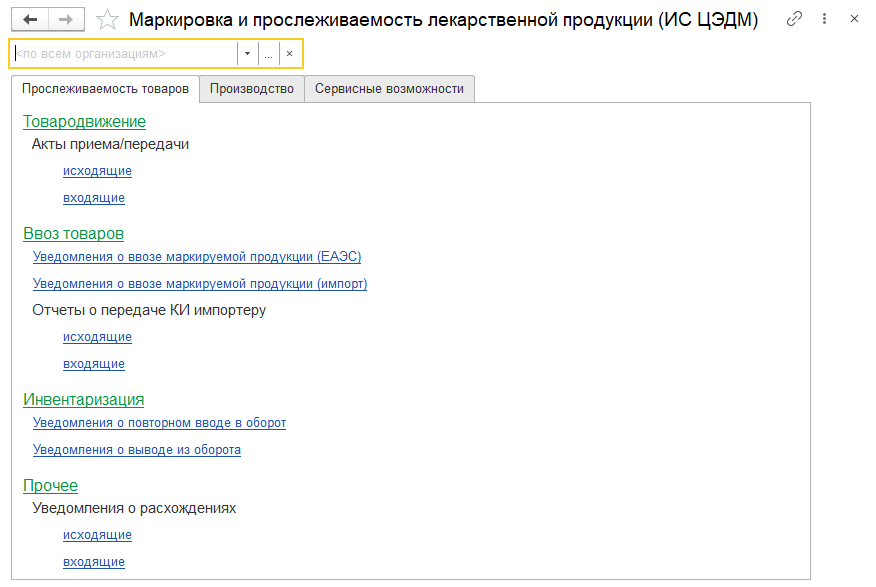 Маркировка и прослеживаемость лекарственной продукции (ИС ЦЭДМ)
<по всем организациям>
...
Прослеживаемость товаров Производство Сервисные возможности
Товародвижение
Акты приема/передачи
исходящие
входящие
Ввоз товаров
Уведомления о ввозе маркируемой продукции (ЕАЭС)
Уведомления о ввозе маркируемой продукции (импорт)
Отчеты о передаче КИ импортеру
исходящие
входящие
Инвентаризация
Уведомления о повторном вводе в оборот
Уведомления о выводе из оборота
Прочее
Уведомления о расхождениях
исходящие
входящие